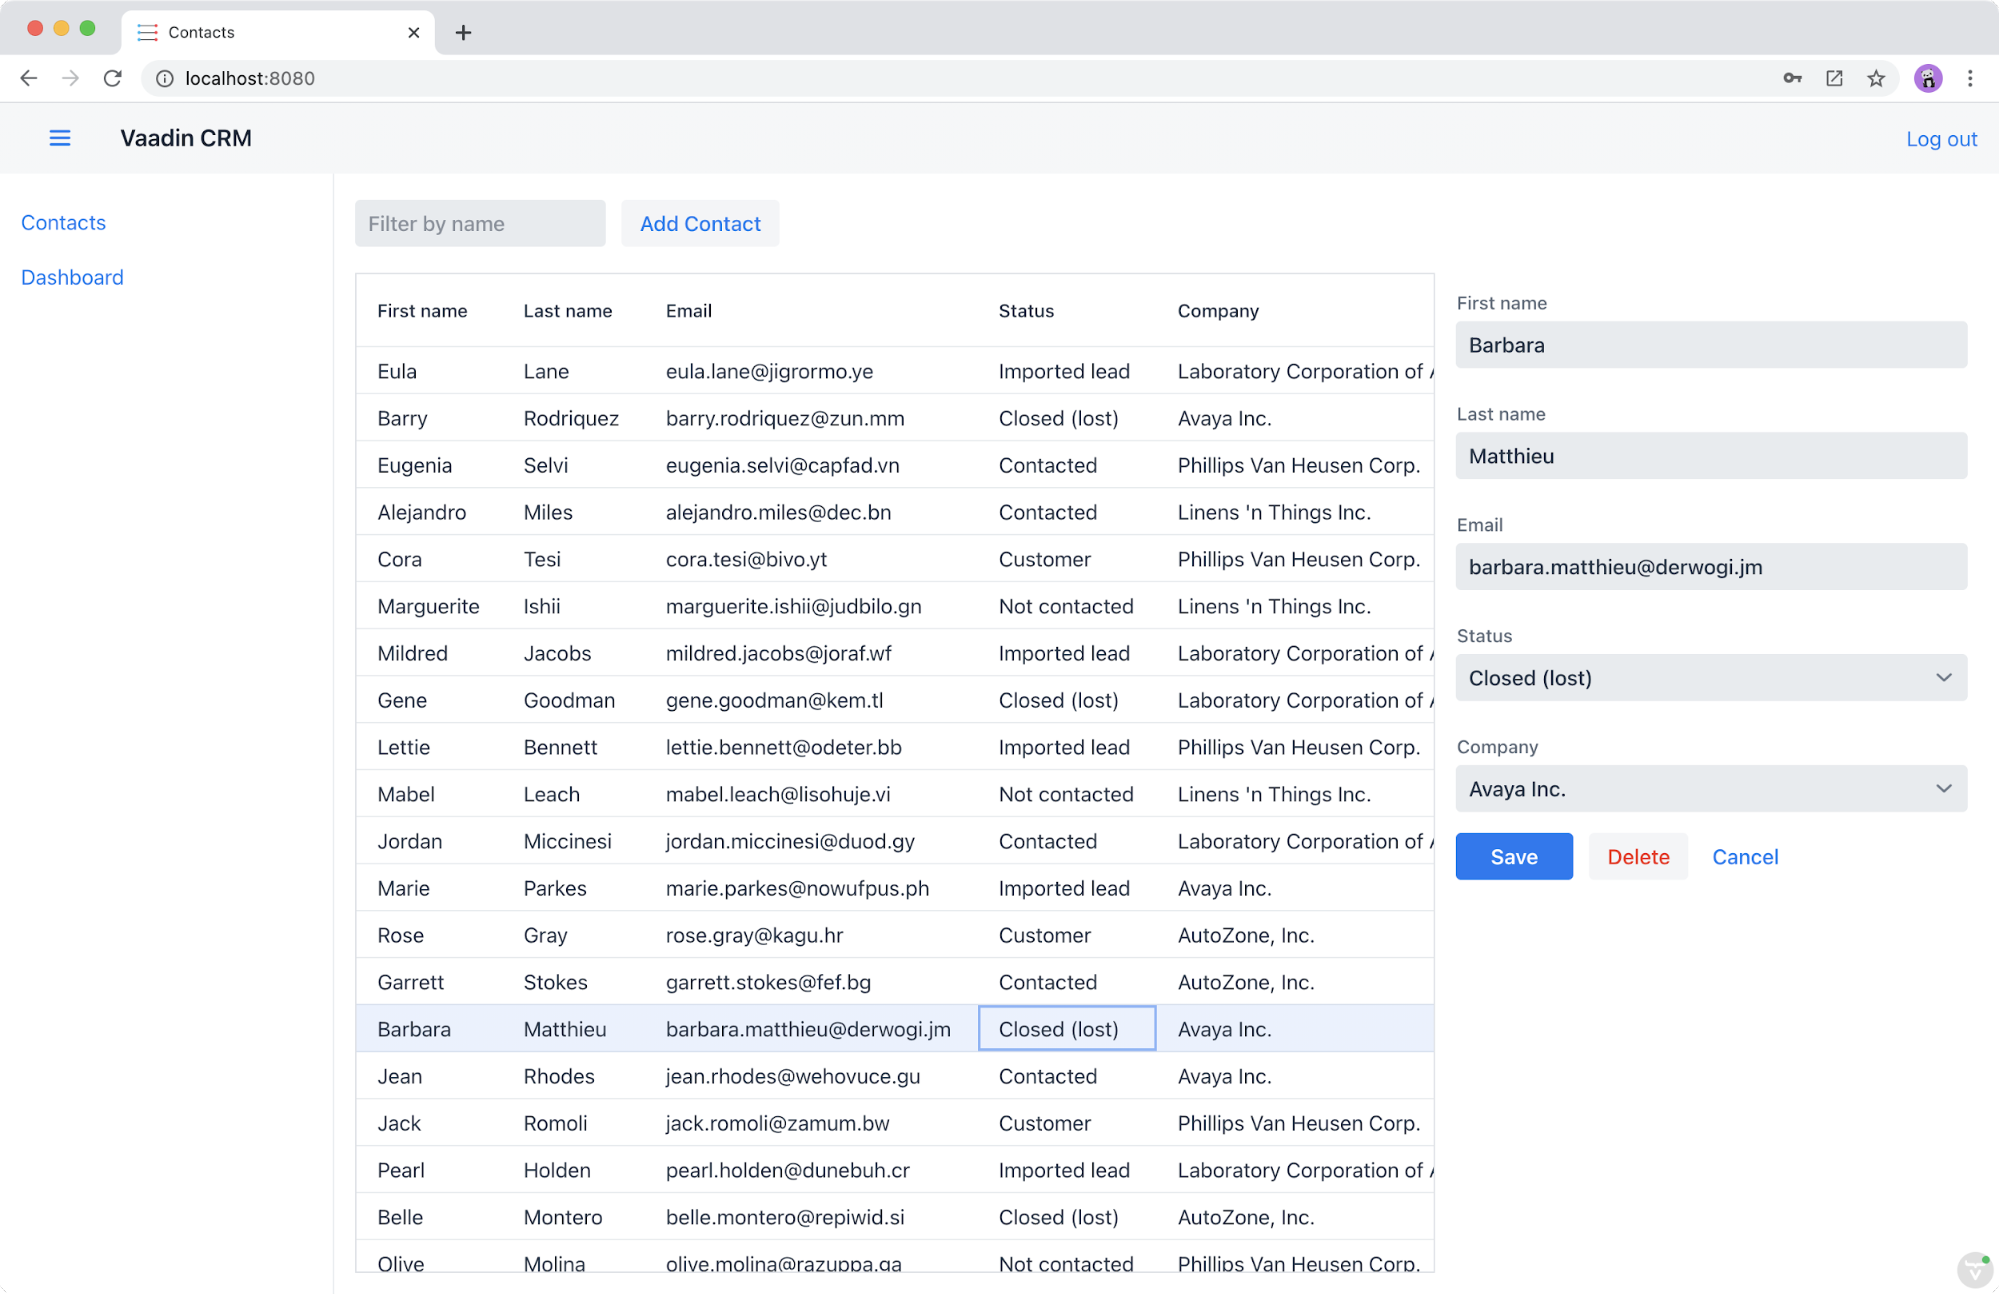 Contacts
localhost:8080
Vaadin CRM
Log out
Contacts
Dashboard
Filter by name
Add Contact
First name Last name Email Status Company
Eula Lane eula.lane@jigrormo.ye Imported lead Laboratory Corporation of
Barry Rodriquez barry.rodriquez@zun.mm Closed (lost) Avaya Inc.
Eugenia Selvi eugenia.selvi@capfad.vn Contacted Phillips Van Heusen Corp.
Alejandro Miles alejandro.miles@dec.bn Contacted Linens 'n Things Inc.
Cora Tesi cora.tesi@bivo.yt Customer Phillips Van Heusen Corp.
Marguerite Ishii marguerite.ishii@judbilo.gn Not contacted Linens 'n Things Inc.
Mildred Jacobs mildred.jacobs@joraf.wf Imported lead Laboratory Corporation of
Gene Goodman gene.goodman@kem.tl Closed (lost) Laboratory Corporation of
Lettie Bennett lettie.bennett@odeter.bb Imported lead Phillips Van Heusen Corp.
Mabel Leach mabel.leach@lisohuje.vi Not contacted Linens 'n Things Inc.
Jordan Miccinesi jordan.miccinesi@duod.gy Contacted Laboratory Corporation of
Marie Parkes marie.parkes@nowufpus.ph Imported lead Avaya Inc.
Rose Gray rose.gray@kagu.hr Customer AutoZone, Inc.
Garrett Stokes garrett.stokes@fef.bg Contacted AutoZone, Inc.
Barbara Matthieu barbara.matthieu@derwogi.jm Closed (lost) Avaya Inc.
Jean Rhodes jean.rhodes@wehovuce.gu Contacted Avaya Inc.
Jack Romoli jack.romoli@zamum.bw Customer Phillips Van Heusen Corp.
Pearl Holden pearl.holden@dunebuh.cr Imported lead Laboratory Corporation of
Belle Montero belle.montero@repiwid.si Closed (lost) AutoZone, Inc.
Olive Molina olive.molina@razuppa.ga Not contacted Phillips Van Heusen Corp.
First name
Barbara
Last name
Matthieu
Email
barbara.matthieu@derwogi.jm
Status
Closed (lost)
Company
Avaya Inc.
Save
Delete
Cancel